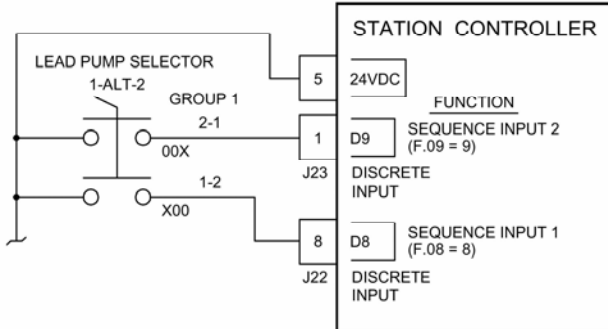 STATION CONTROLLER
LEAD PUMP SELECTOR
1-ALT-2
5
24VDC
GROUP 1
FUNCTION
2-1
1
D9
SEQUENCE INPUT 2
(F.09 = 9)
00X
J23
DISCRETE
INPUT
1-2
X00
8
D8
SEQUENCE INPUT 1
(F.08 = 8)
J22
DISCRETE
INPUT